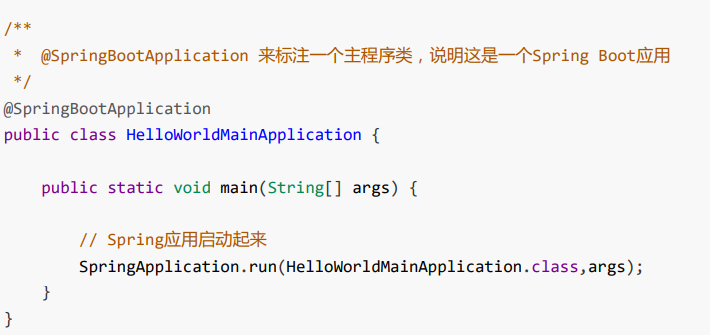 /**
 *  @SpringBootApplication 来标注一个主程序类，说明这是一个Spring Boot应用
 */
@SpringBootApplication
public class HelloWorldMainApplication {
    public static void main(String[] args) {
        // Spring应用启动起来
        SpringApplication.run(HelloWorldMainApplication.class,args);
    }
}